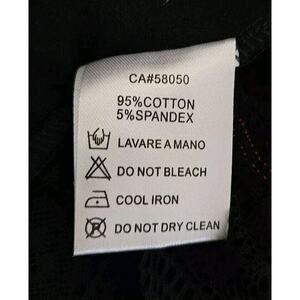 CA#58050
95%COTTON
5%SPANDEX
LAVARE A MANO
DO NOT BLEACH
COOL IRON
DO NOT DRY CLEAN